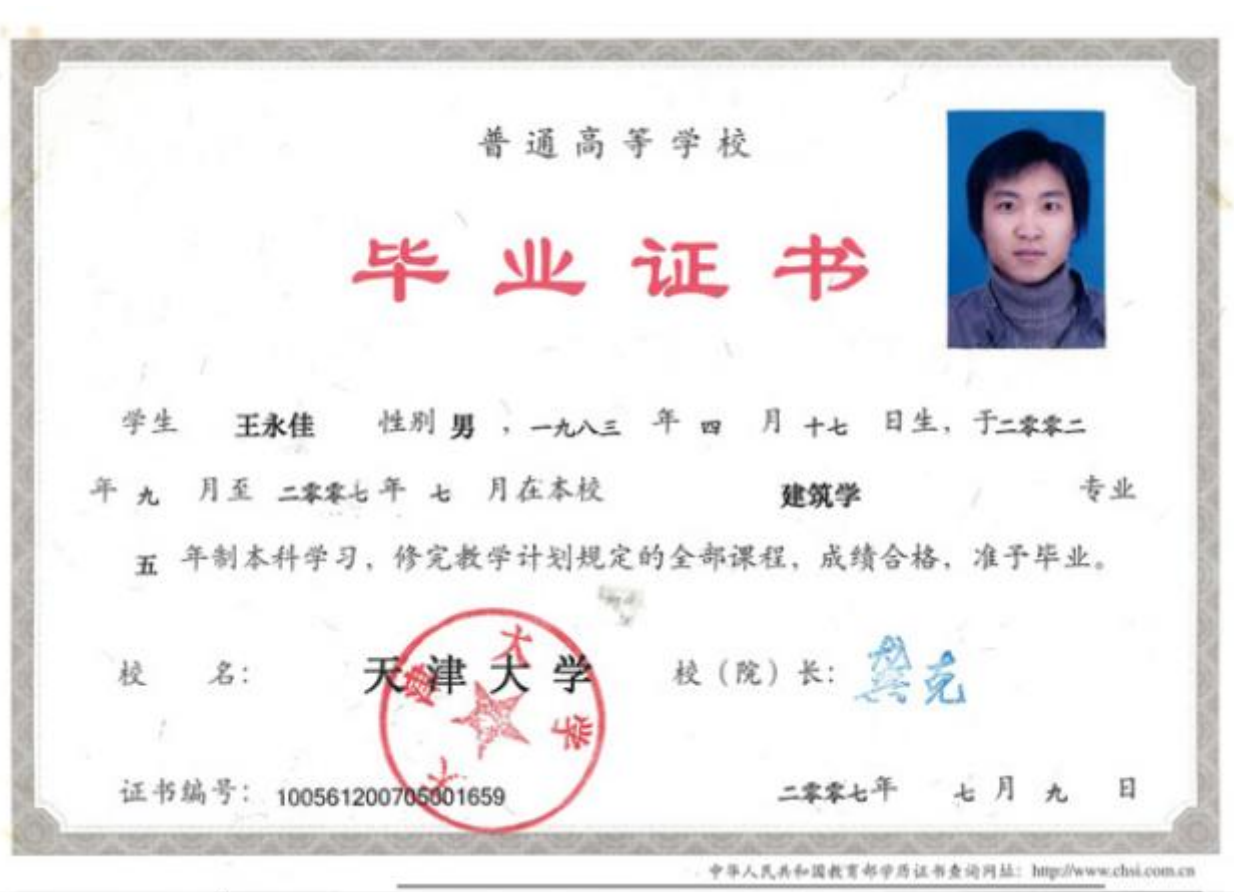 普通高等学校
毕业证书
学生 王永佳 性别 男 ，一九八三 年 四 月 十七 日生，于二零零二
年 九 月至 二零零七 年 七 月在本校 建筑学 专业
五 年制本科学习，修完教学计划规定的全部课程，成绩合格，准予毕业。
校 名： 天津大学 校（院）长： 龚克
天津大学
证书编号： 100561200705001659 二零零七年 七 月 九 日
中华人民共和国教育部学历证书查询网址：http://www.chsi.com.cn